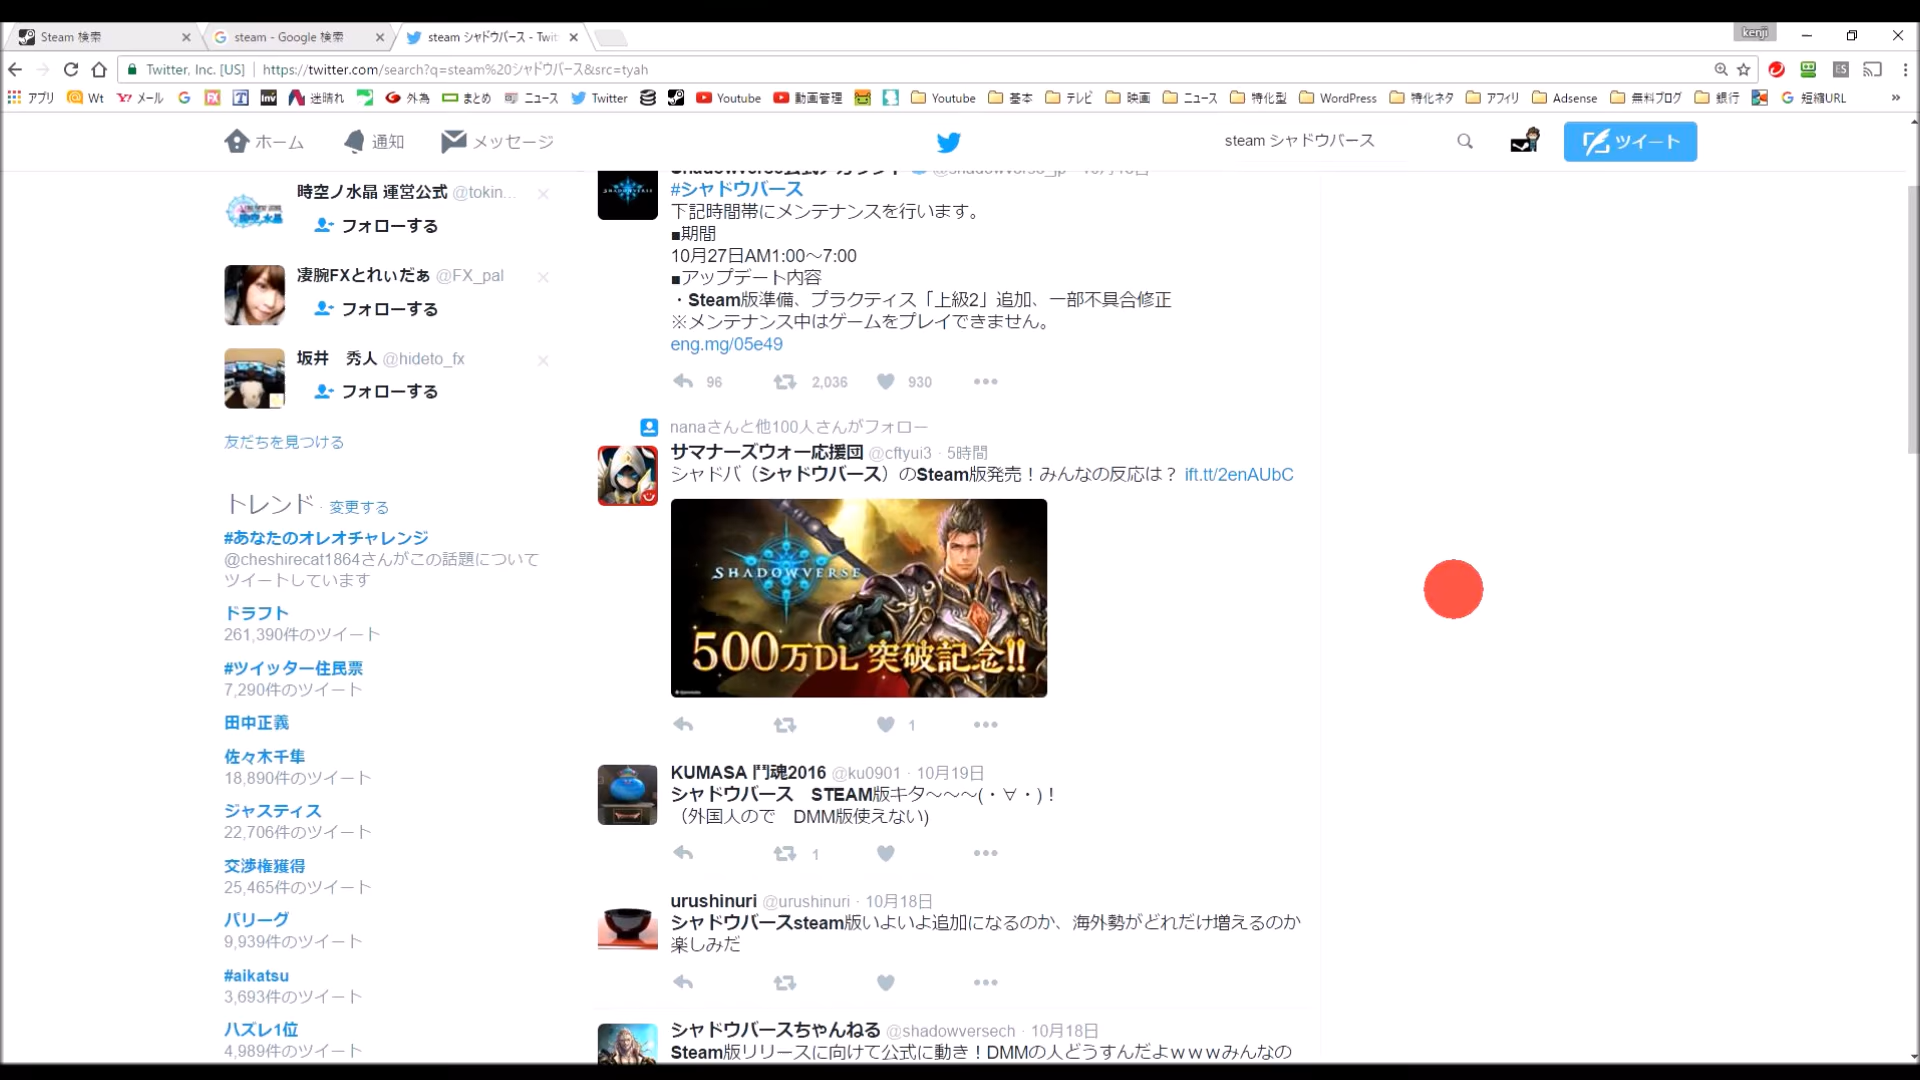 Steam 検索
steam - Google 検索
steam シャドウバース - Twit
kenji
Twitter, Inc. [US]
https://twitter.com/search?q=steam%20シャドウバース&src=tyah
アプリ
Wt
メール
迷晴れ
外為
まとめ
ニュース
Twitter
Youtube
動画管理
Youtube
基本
テレビ
映画
ニュース
特化型
WordPress
特化ネタ
アフィリ
Adsense
無料ブログ
銀行
短縮URL
ホーム
通知
メッセージ
steam シャドウバース
ツイート
時空ノ水晶 運営公式 @tokin...
フォローする
凄腕FXとれぃだぁ @FX_pal
フォローする
坂井　秀人 @hideto_fx
フォローする
友だちを見つける
トレンド · 変更する
#あなたのオレオチャレンジ
@cheshirecat1864さんがこの話題について
ツイートしています
ドラフト
261,390件のツイート
#ツイッター住民票
7,290件のツイート
田中正義
佐々木千隼
18,890件のツイート
ジャスティス
22,706件のツイート
交渉権獲得
25,465件のツイート
パリーグ
9,939件のツイート
#aikatsu
3,693件のツイート
ハズレ1位
4,989件のツイート
#シャドウバース
下記時間帯にメンテナンスを行います。
■期間
10月27日AM1:00～7:00
■アップデート内容
・Steam版準備、プラクティス「上級2」追加、一部不具合修正
※メンテナンス中はゲームをプレイできません。
eng.mg/05e49
96
2,036
930
nanaさんと他100人さんがフォロー
サマナーズウォー応援団 @cftyui3 · 5時間
シャドバ（シャドウバース）のSteam版発売！みんなの反応は？ ift.tt/2enAUbC
SHADOWVERSE
500万DL 突破記念!!
1
KUMASA 鬥魂2016 @ku0901 · 10月19日
シャドウバース　STEAM版キタ～～～(・∀・)！
（外国人ので　DMM版使えない)
1
urushinuri @urushinuri · 10月18日
シャドウバースsteam版いよいよ追加になるのか、海外勢がどれだけ増えるのか
楽しみだ
シャドウバースちゃんねる @shadowversech · 10月18日
Steam版リリースに向けて公式に動き！DMMの人どうすんだよｗｗｗみんなの